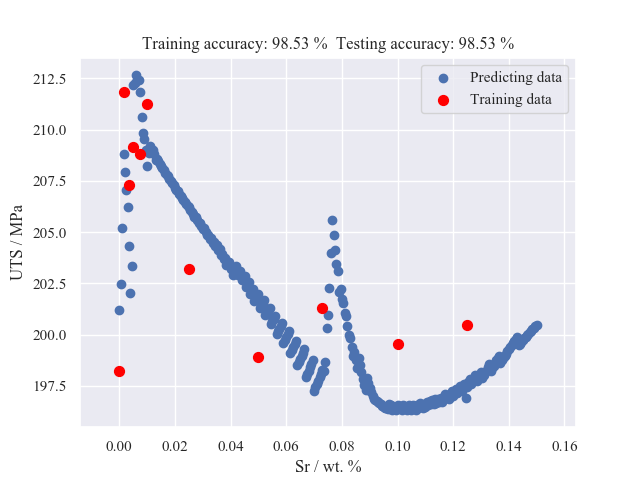 Training accuracy: 98.53 % Testing accuracy: 98.53 %
Predicting data
Training data
UTS / MPa
212.5
210.0
207.5
205.0
202.5
200.0
197.5
0.00 0.02 0.04 0.06 0.08 0.10 0.12 0.14 0.16
Sr / wt. %